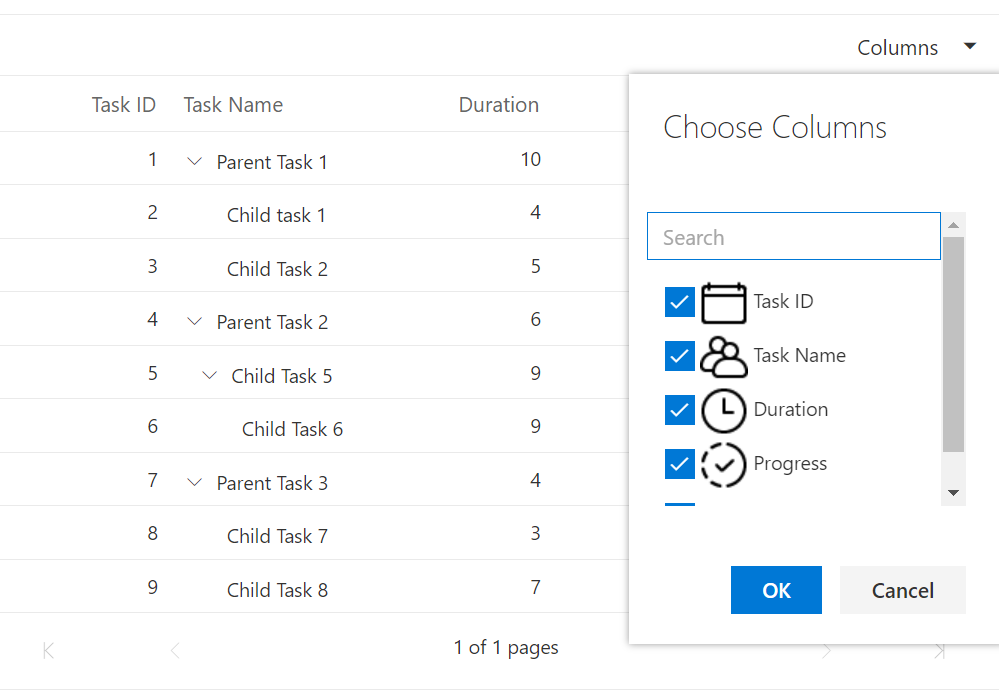 Columns
Task ID Task Name Duration
1 Parent Task 1 10
2 Child task 1 4
3 Child Task 2 5
4 Parent Task 2 6
5 Child Task 5 9
6 Child Task 6 9
7 Parent Task 3 4
8 Child Task 7 3
9 Child Task 8 7
1 of 1 pages
Choose Columns
Search
Task ID
Task Name
Duration
Progress
OK Cancel